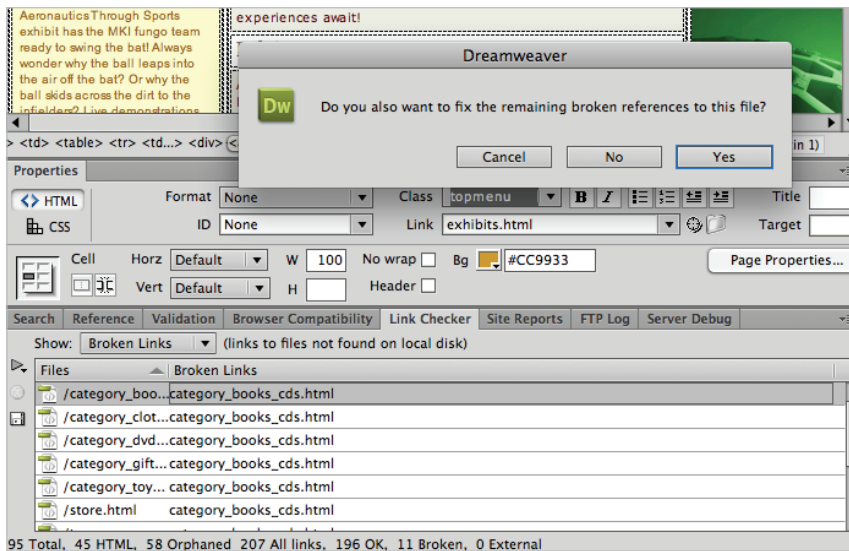 Aeronautics Through Sports
exhibit has the MKI fungo team
ready to swing the bat! Always
wonder why the ball leaps into
the air off the bat? Or why the
ball skids across the dirt to the
infielders? Live demonstrations
experiences await!
Dreamweaver
Dw
Do you also want to fix the remaining broken references to this file?
Cancel No Yes
> <td> <table> <tr> <td...> <div> in 1)
Properties
<> HTML Format None Class topmenu B I Title
CSS ID None Link exhibits.html Target
Cell Horz Default W 100 No wrap Bg #CC9933 Page Properties...
Vert Default H Header
Search Reference Validation Browser Compatibility Link Checker Site Reports FTP Log Server Debug
Show: Broken Links (links to files not found on local disk)
Files Broken Links
/category_boo...category_books_cds.html
/category_clot...category_books_cds.html
/category_dvd...category_books_cds.html
/category_gift... category_books_cds.html
/category_toy... category_books_cds.html
/store.html category_books_cds.html
95 Total, 45 HTML, 58 Orphaned 207 All links, 196 OK, 11 Broken, 0 External